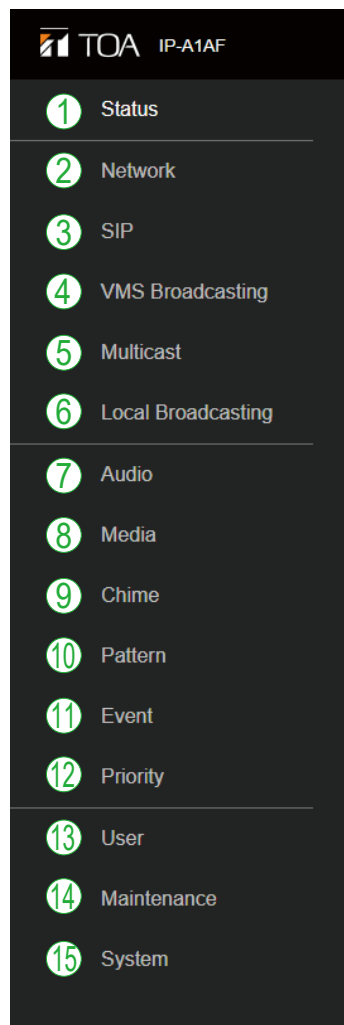 TOA IP-A1AF
1 Status
2 Network
3 SIP
4 VMS Broadcasting
5 Multicast
6 Local Broadcasting
7 Audio
8 Media
9 Chime
10 Pattern
11 Event
12 Priority
13 User
14 Maintenance
15 System